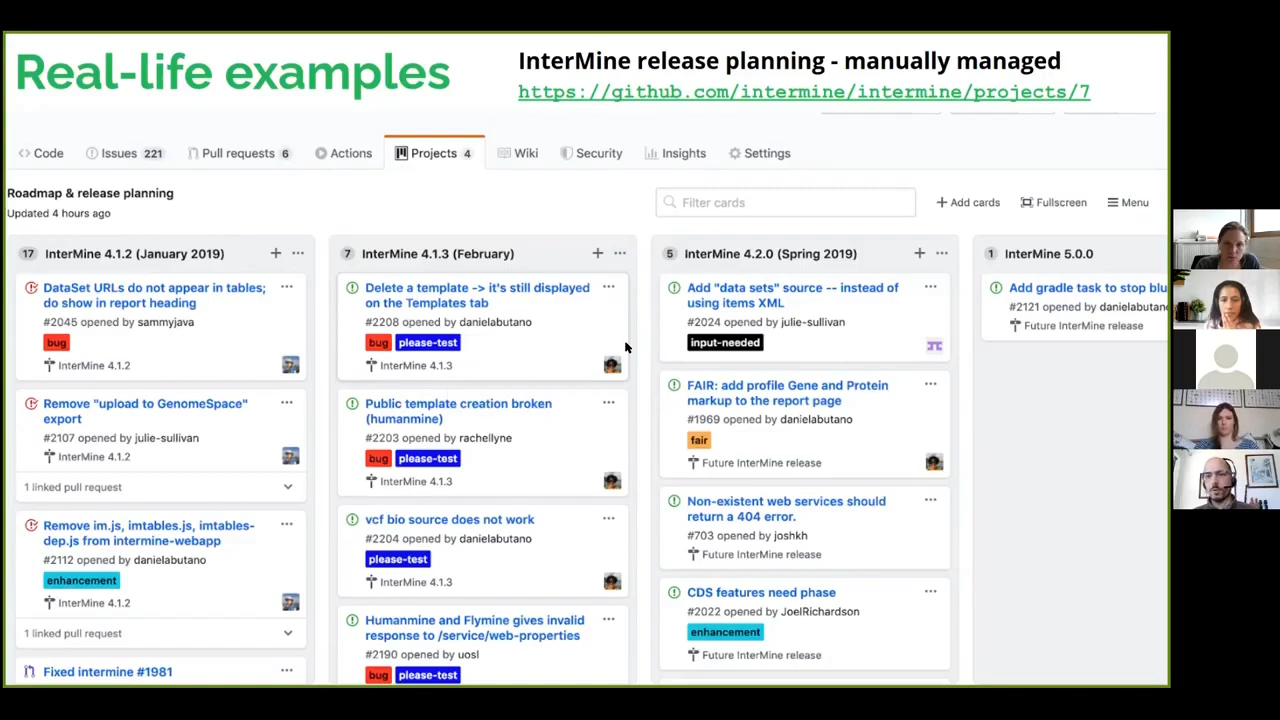 Real-life examples
InterMine release planning - manually managed
https://github.com/intermine/intermine/projects/7
Code
Issues 221
Pull requests 6
Actions
Projects 4
Wiki
Security
Insights
Settings
Roadmap & release planning
Updated 4 hours ago
Filter cards
Add cards
Fullscreen
Menu
17 InterMine 4.1.2 (January 2019)
DataSet URLs do not appear in tables;
do show in report heading
#2045 opened by sammyjava
bug
InterMine 4.1.2
Remove "upload to GenomeSpace"
export
#2107 opened by julie-sullivan
InterMine 4.1.2
1 linked pull request
Remove im.js, imtables.js, imtables-
dep.js from intermine-webapp
#2112 opened by danielabutano
enhancement
InterMine 4.1.2
1 linked pull request
Fixed intermine #1981
7 InterMine 4.1.3 (February)
Delete a template -> it's still displayed
on the Templates tab
#2208 opened by danielabutano
bug please-test
InterMine 4.1.3
Public template creation broken
(humanmine)
#2203 opened by rachellyne
bug please-test
InterMine 4.1.3
vcf bio source does not work
#2204 opened by danielabutano
please-test
InterMine 4.1.3
Humanmine and Flymine gives invalid
response to /service/web-properties
#2190 opened by uosl
bug please-test
5 InterMine 4.2.0 (Spring 2019)
Add "data sets" source -- instead of
using items XML
#2024 opened by julie-sullivan
input-needed
FAIR: add profile Gene and Protein
markup to the report page
#1969 opened by danielabutano
fair
Future InterMine release
Non-existent web services should
return a 404 error.
#703 opened by joshkh
Future InterMine release
CDS features need phase
#2022 opened by JoelRichardson
enhancement
Future InterMine release
1 InterMine 5.0.0
Add gradle task to stop blu
#2121 opened by danielabutano
Future InterMine release